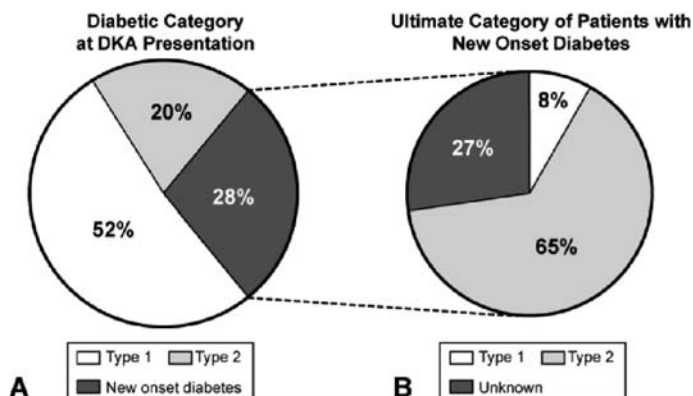 Diabetic Category
at DKA Presentation
20%
28%
52%
Type 1
Type 2
New onset diabetes
A
Ultimate Category of Patients with
New Onset Diabetes
8%
27%
65%
Type 1
Type 2
Unknown
B